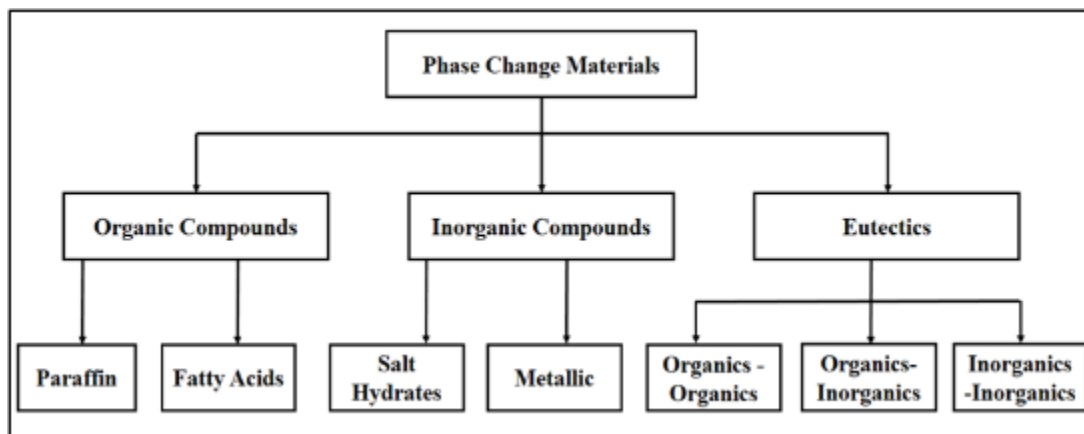 Phase Change Materials
Organic Compounds
Inorganic Compounds
Eutectics
Paraffin
Fatty Acids
Salt
Hydrates
Metallic
Organics -
Organics
Organics-
Inorganics
Inorganics
-Inorganics